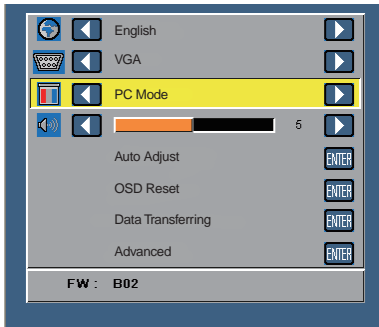 English
VGA
PC Mode
5
Auto Adjust ENTER
OSD Reset ENTER
Data Transferring ENTER
Advanced ENTER
FW : B02